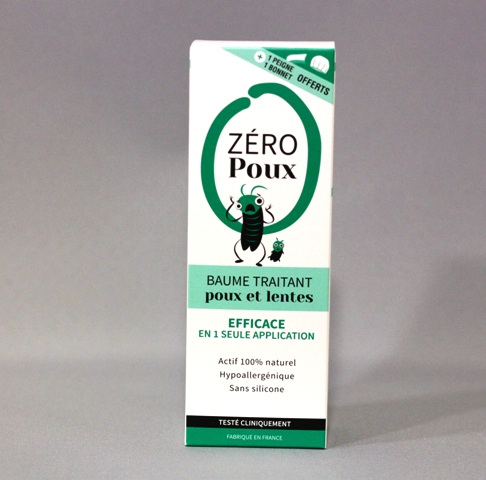 + 1 PEIGNE
1 BONNET
OFFERTS
ZÉRO
Poux
BAUME TRAITANT
poux et lentes
EFFICACE
EN 1 SEULE APPLICATION
Actif 100% naturel
Hypoallergénique
Sans silicone
TESTÉ CLINIQUEMENT
FABRIQUÉ EN FRANCE